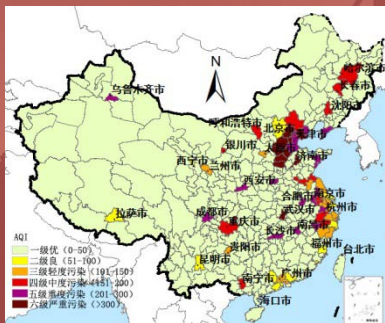 N
哈尔滨市
长春市
乌鲁木齐市
沈阳市
呼和浩特市
北京市
天津市
银川市
济南市
西宁市
兰州市
西安市
南京市
合肥市
拉萨市
成都市
武汉市
杭州市
重庆市
南昌市
长沙市
贵阳市
福州市
昆明市
台北市
广州市
南宁市
海口市
AQI
一级优（0-50）
二级良（51-100）
三级轻度污染（101-150）
四级中度污染（151-200）
五级重度污染（201-300）
六级严重污染（>300）